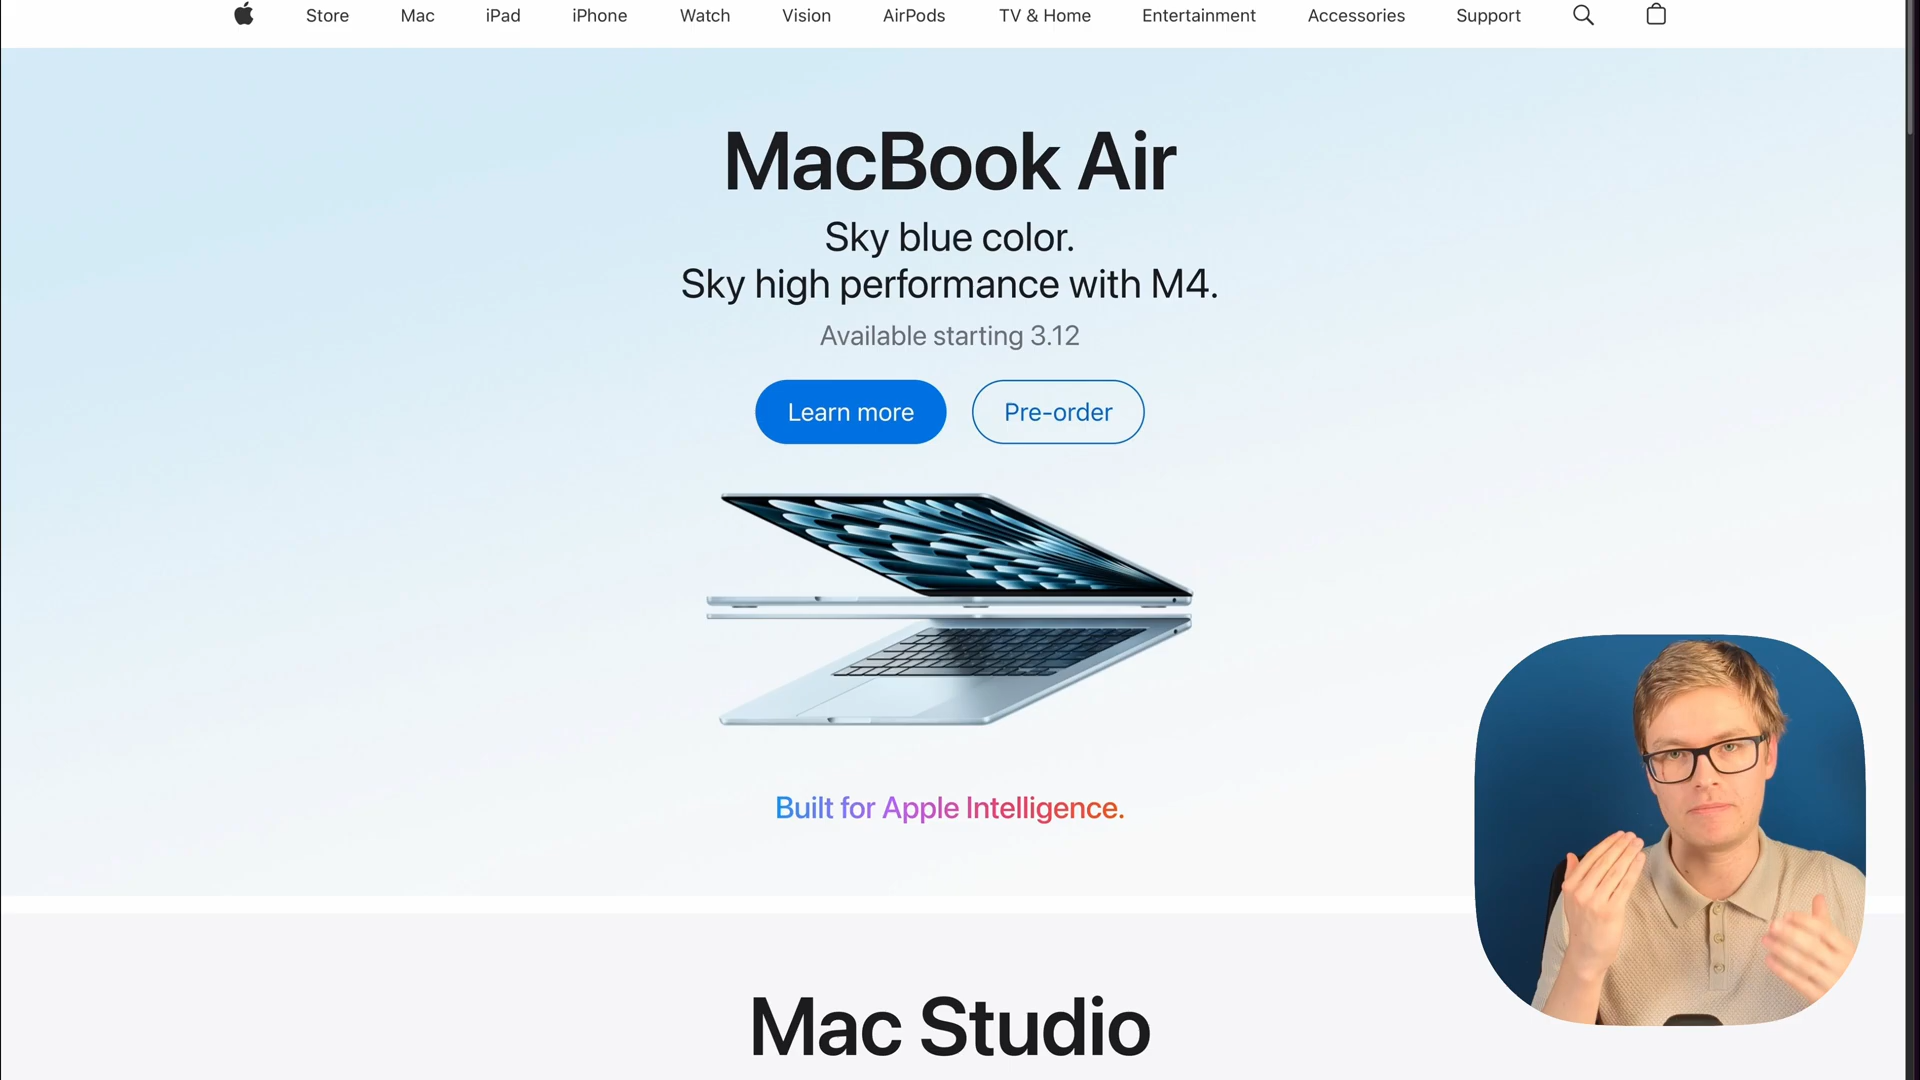 Store Mac iPad iPhone Watch Vision AirPods TV & Home Entertainment Accessories Support
MacBook Air
Sky blue color.
Sky high performance with M4.
Available starting 3.12
Learn more Pre-order
Built for Apple Intelligence.
Mac Studio